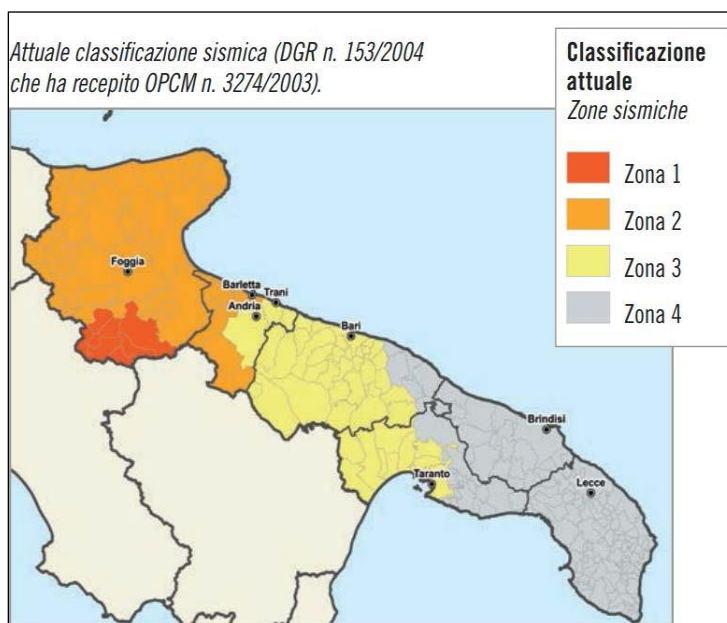 Attuale classificazione sismica (DGR n. 153/2004
che ha recepito OPCM n. 3274/2003).
Classificazione
attuale
Zone sismiche
Zona 1
Zona 2
Zona 3
Zona 4
Foggia
Barletta
Trani
Andria
Bari
Brindisi
Taranto
Lecce